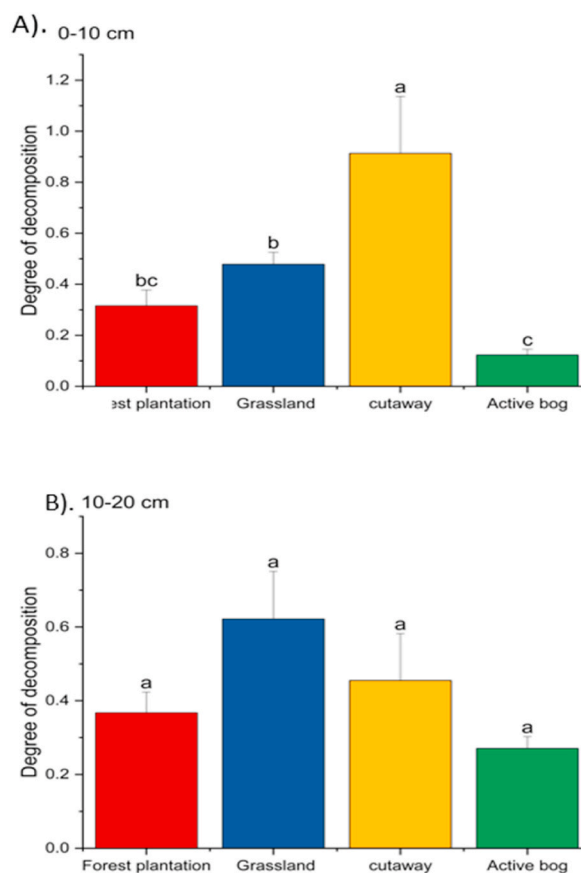 A). 0-10 cm
Degree of decomposition
1.2
1.0
0.8
0.6
0.4
0.2
0.0
bc
b
a
c
est plantation Grassland cutaway Active bog
B). 10-20 cm
Degree of decomposition
0.8
0.6
0.4
0.2
0.0
a
a
a
a
Forest plantation Grassland cutaway Active bog